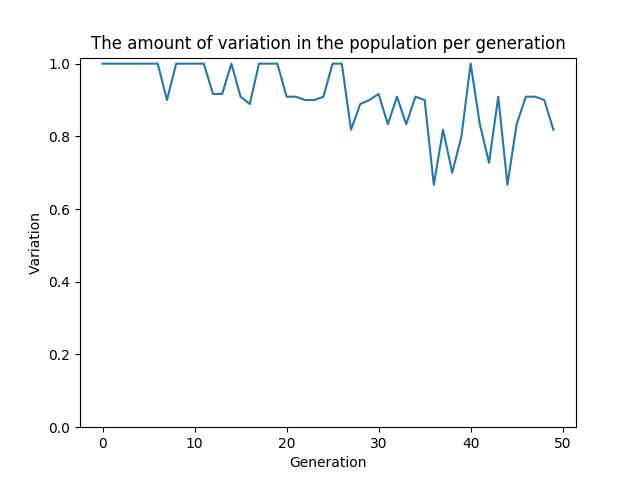 The amount of variation in the population per generation
1.0
0.8
0.6
0.4
0.2
0.0
Variation
0 10 20 30 40 50
Generation